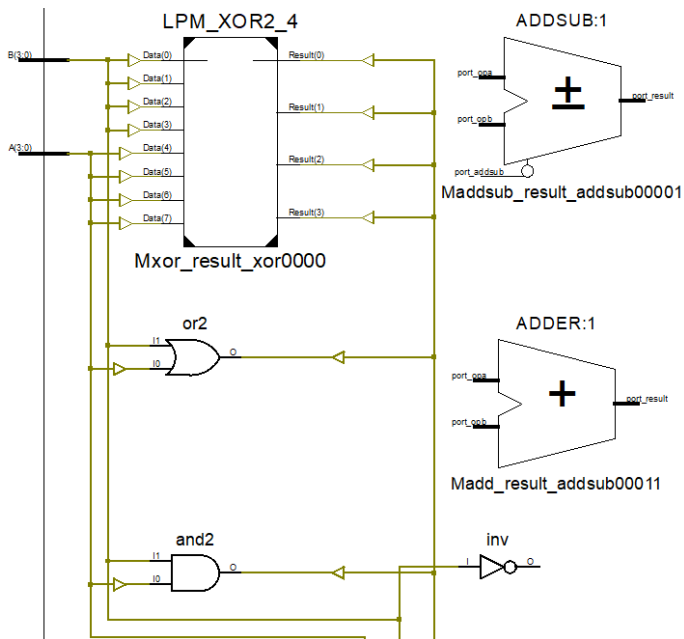 LPM_XOR2_4
B(3:0)
Data(0)
Data(1)
Data(2)
Data(3)
A(3:0)
Data(4)
Data(5)
Data(6)
Data(7)
Result(0)
Result(1)
Result(2)
Result(3)
Mxor_result_xor0000
ADDSUB:1
port_opa
±
port_result
port_opb
port_addsub
Maddsub_result_addsub00001
or2
I1
I0
O
ADDER:1
port_opa
+
port_result
port_opb
Madd_result_addsub00011
and2
I1
I0
O
inv
I
O